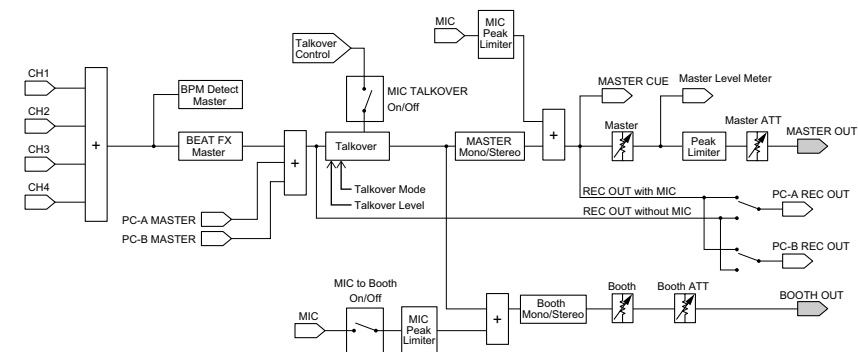 MIC
MIC
Peak
Limiter
Talkover
Control
CH1
CH2
CH3
CH4
+
BPM Detect
Master
BEAT FX
Master
PC-A MASTER
PC-B MASTER
+
MIC TALKOVER
On/Off
Talkover
Talkover Mode
Talkover Level
MASTER
Mono/Stereo
+
MASTER CUE
Master Level Meter
Master
Peak
Limiter
Master ATT
MASTER OUT
REC OUT with MIC
REC OUT without MIC
PC-A REC OUT
PC-B REC OUT
MIC to Booth
On/Off
MIC
MIC
Peak
Limiter
+
Booth
Mono/Stereo
Booth
Booth ATT
BOOTH OUT